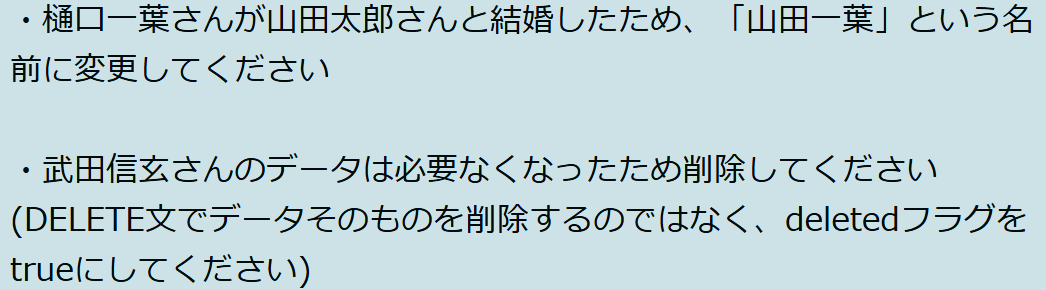 ・樋口一葉さんが山田太郎さんと結婚したため、「山田一葉」という名
前に変更してください
・武田信玄さんのデータは必要なくなったため削除してください
(DELETE文でデータそのものを削除するのではなく、deletedフラグを
trueにしてください)